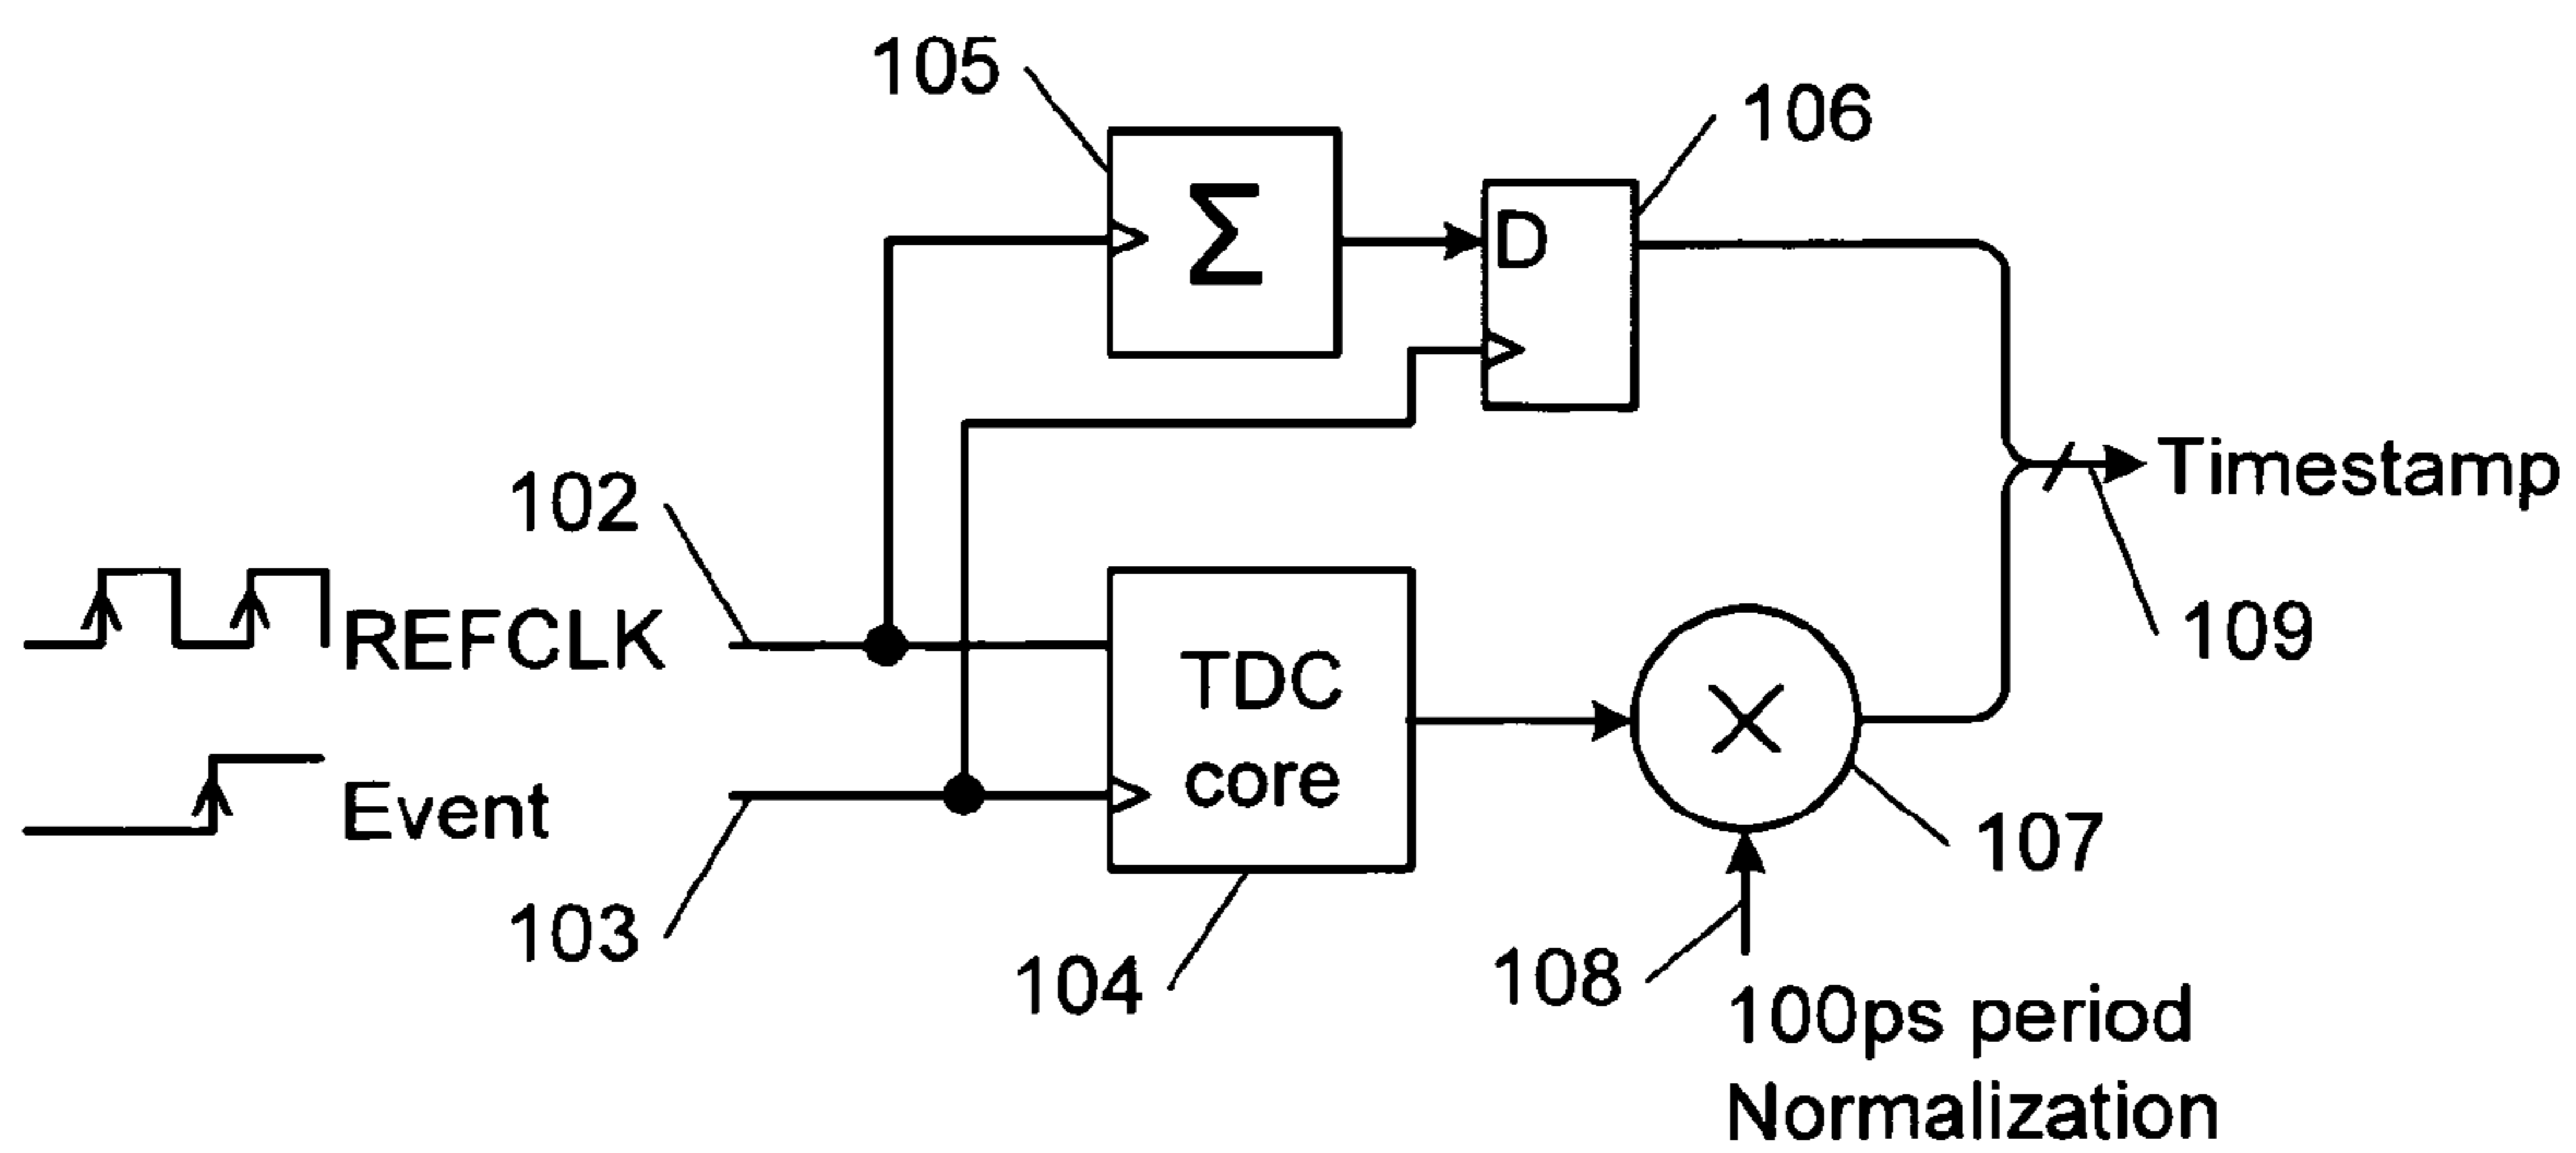 105
106
Σ
D
102
Timestamp
REFCLK
109
TDC
core
Event
107
103
104
108
100ps period
Normalization